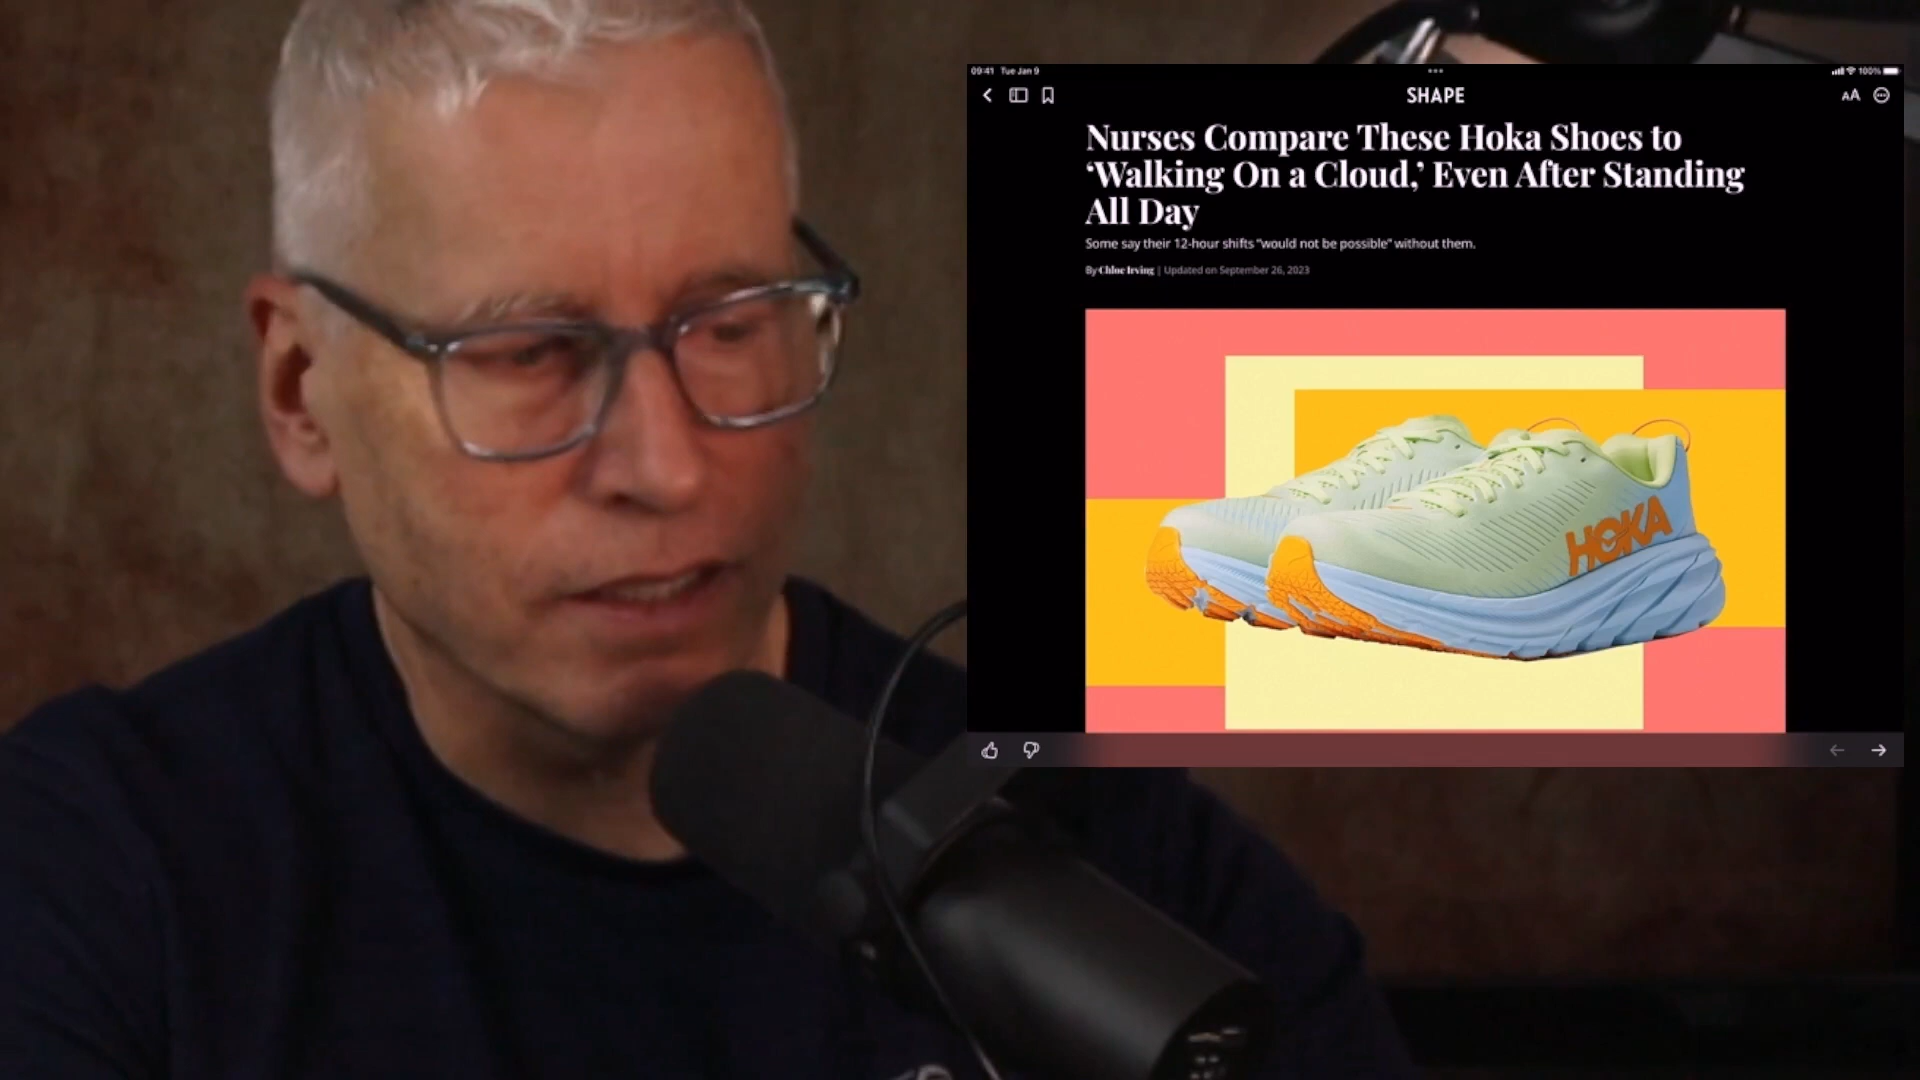 09:41 Tue Jan 9
100%
SHAPE
AA
Nurses Compare These Hoka Shoes to
‘Walking On a Cloud,’ Even After Standing
All Day
Some say their 12-hour shifts “would not be possible” without them.
By Chloe Irving | Updated on September 26, 2023
HOKA